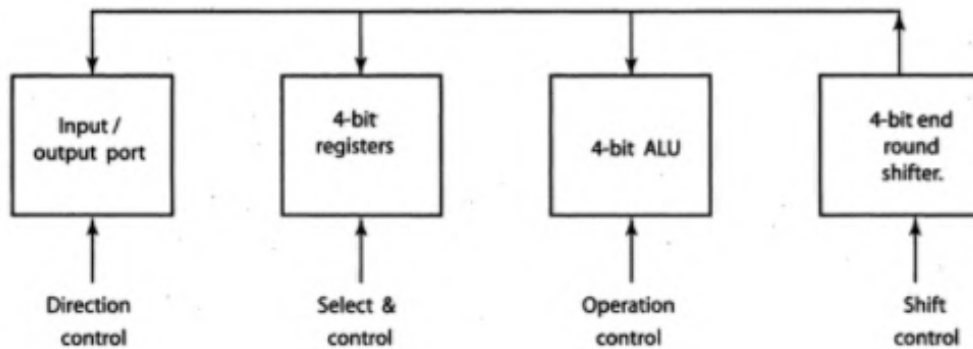 Input /
output port
4-bit
registers
4-bit ALU
4-bit end
round
shifter.
Direction
control
Select &
control
Operation
control
Shift
control